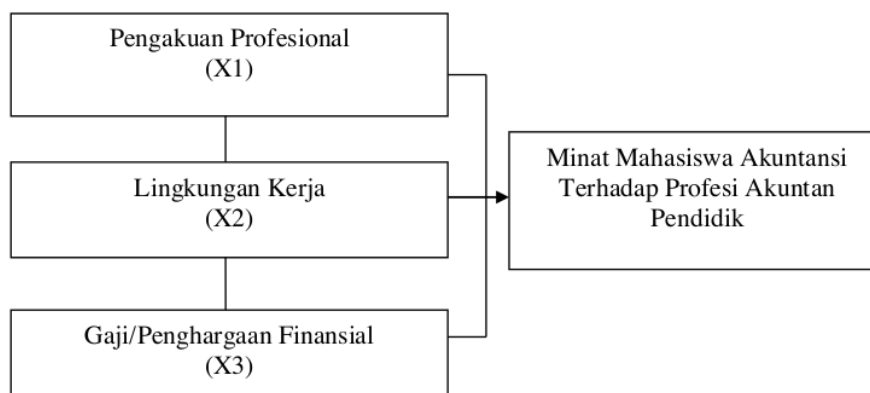 Pengakuan Profesional
(X1)
Lingkungan Kerja
(X2)
Gaji/Penghargaan Finansial
(X3)
Minat Mahasiswa Akuntansi
Terhadap Profesi Akuntan
Pendidik